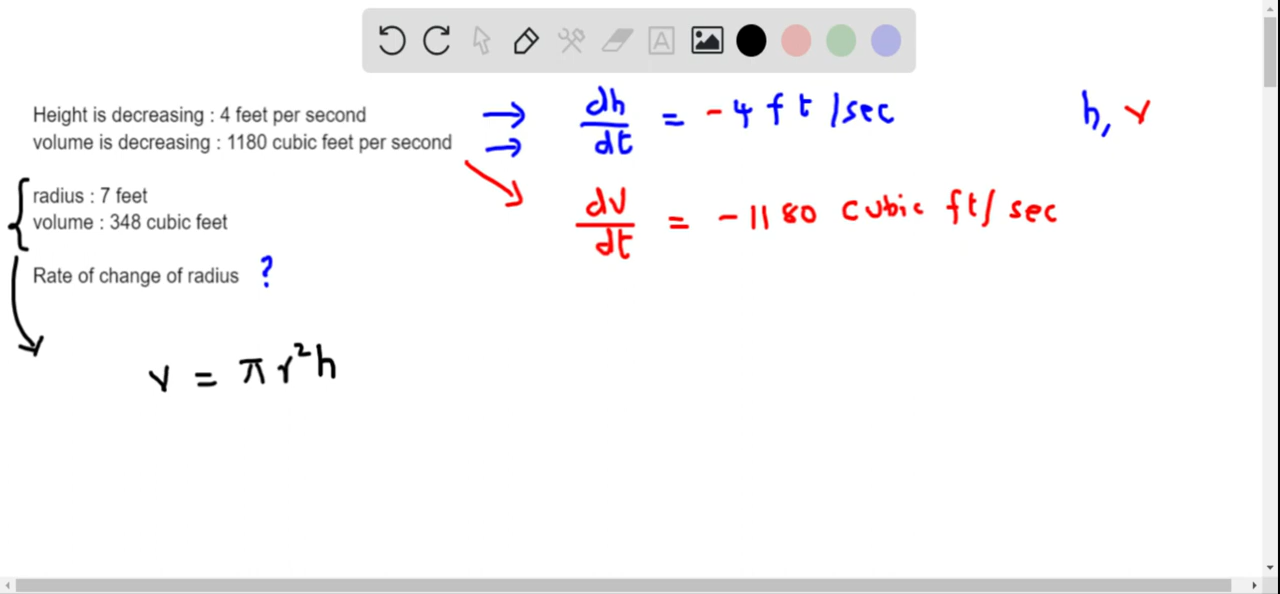 Height is decreasing : 4 feet per second → dh/dt = -4 ft /sec h, v
volume is decreasing : 1180 cubic feet per second →
radius : 7 feet dv/dt = -1180 cubic ft/sec
volume : 348 cubic feet
Rate of change of radius ?
v = πr²h
A